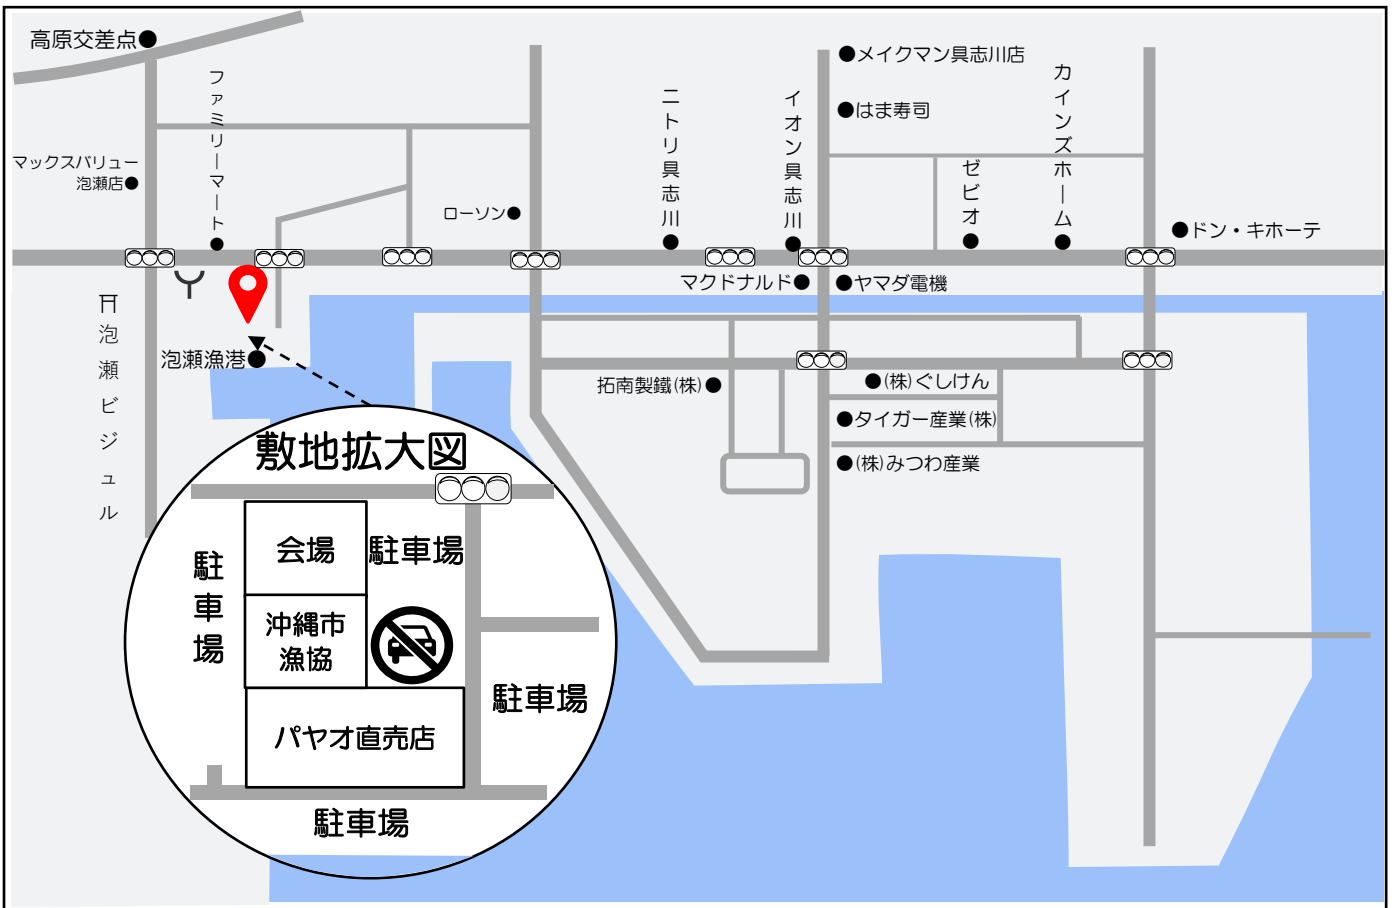 高原交差点
ファミリーマート
マックスバリュー
泡瀬店
ローソン
ニトリ具志川
イオン具志川
メイクマン具志川店
はま寿司
カインズホーム
ゼビオ
ドン・キホーテ
マクドナルド
ヤマダ電機
泡瀬ビジュル
泡瀬漁港
拓南製鐵(株)
(株)ぐしけん
タイガー産業(株)
(株)みつわ産業
敷地拡大図
会場
駐車場
駐車場
沖縄市
漁協
駐車場
パヤオ直売店
駐車場